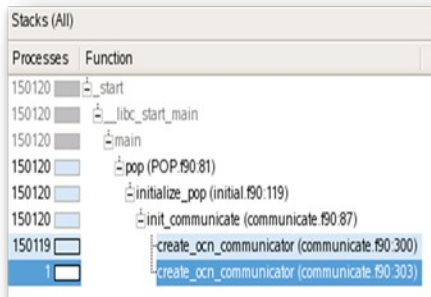 Stacks (All)
Processes Function
150120 _start
150120 __libc_start_main
150120 main
150120 pop (POP.f90:81)
150120 initialize_pop (initial.f90:119)
150120 init_communicate (communicate.f90:87)
150119 create_ocn_communicator (communicate.f90:300)
1 create_ocn_communicator (communicate.f90:303)